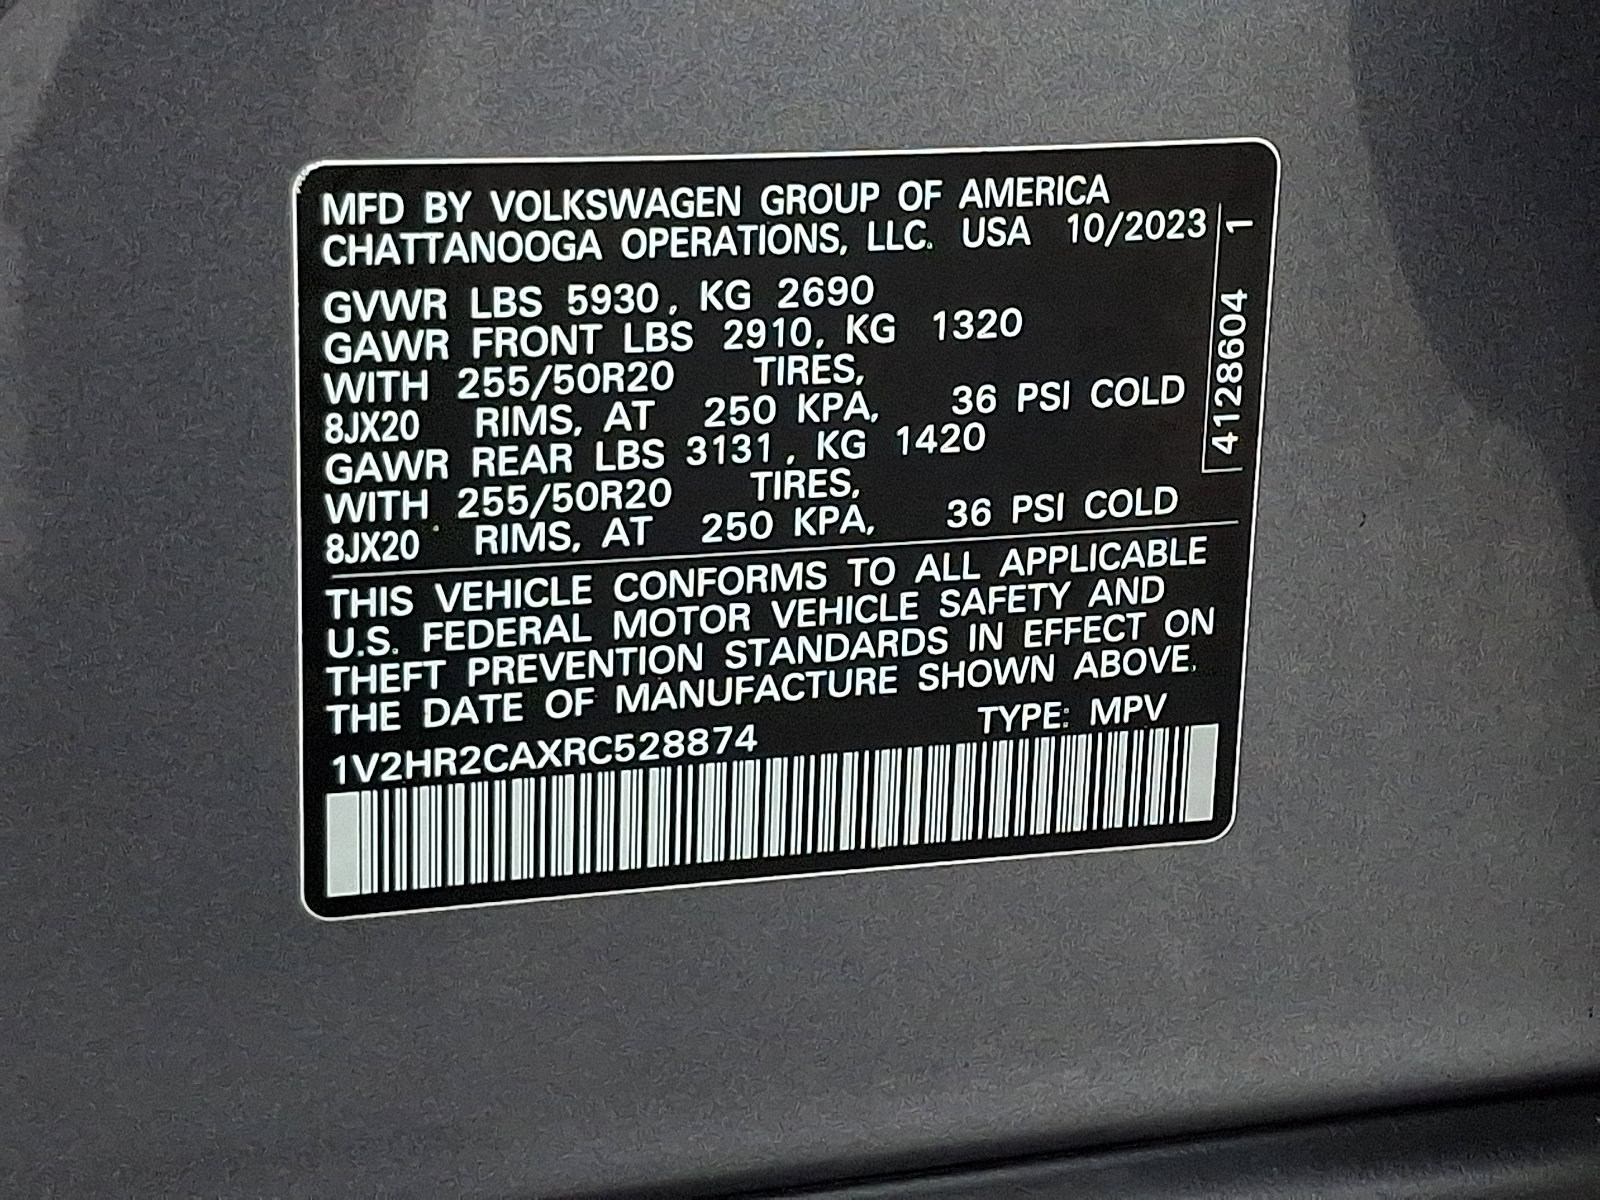 MFD BY VOLKSWAGEN GROUP OF AMERICA
CHATTANOOGA OPERATIONS, LLC. USA 10/2023
GVWR LBS 5930, KG 2690
GAWR FRONT LBS 2910, KG 1320
WITH 255/50R20 TIRES,
8JX20 RIMS, AT 250 KPA, 36 PSI COLD
GAWR REAR LBS 3131, KG 1420
WITH 255/50R20 TIRES,
8JX20 RIMS, AT 250 KPA, 36 PSI COLD
4128604 1
THIS VEHICLE CONFORMS TO ALL APPLICABLE
U.S. FEDERAL MOTOR VEHICLE SAFETY AND
THEFT PREVENTION STANDARDS IN EFFECT ON
THE DATE OF MANUFACTURE SHOWN ABOVE.
1V2HR2CAXRC528874 TYPE: MPV